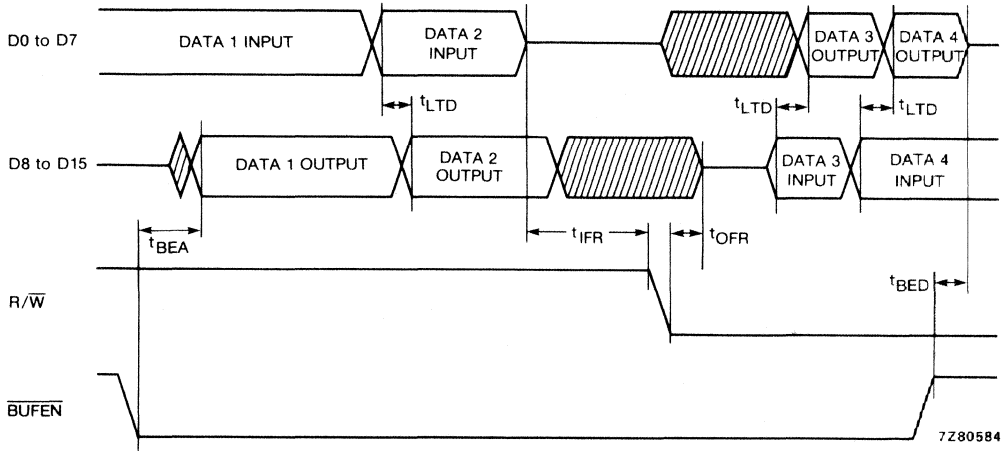 D0 to D7
DATA 1 INPUT
DATA 2
INPUT
DATA 3
OUTPUT
DATA 4
OUTPUT
tLTD
tLTD
tLTD
D8 to D15
DATA 1 OUTPUT
DATA 2
OUTPUT
DATA 3
INPUT
DATA 4
INPUT
tBEA
tIFR
tOFR
tBED
R/W̅
B̅U̅F̅E̅N̅
7Z80584